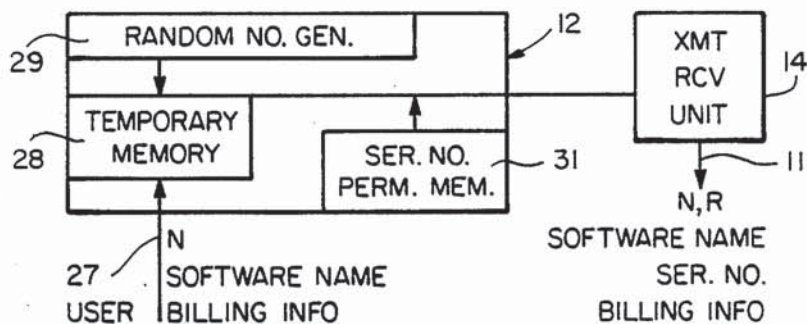 RANDOM NO. GEN.
29
12
XMT
RCV
UNIT
14
TEMPORARY
MEMORY
28
SER. NO.
PERM. MEM.
31
11
N
27
SOFTWARE NAME
USER
BILLING INFO
N,R
SOFTWARE NAME
SER. NO.
BILLING INFO